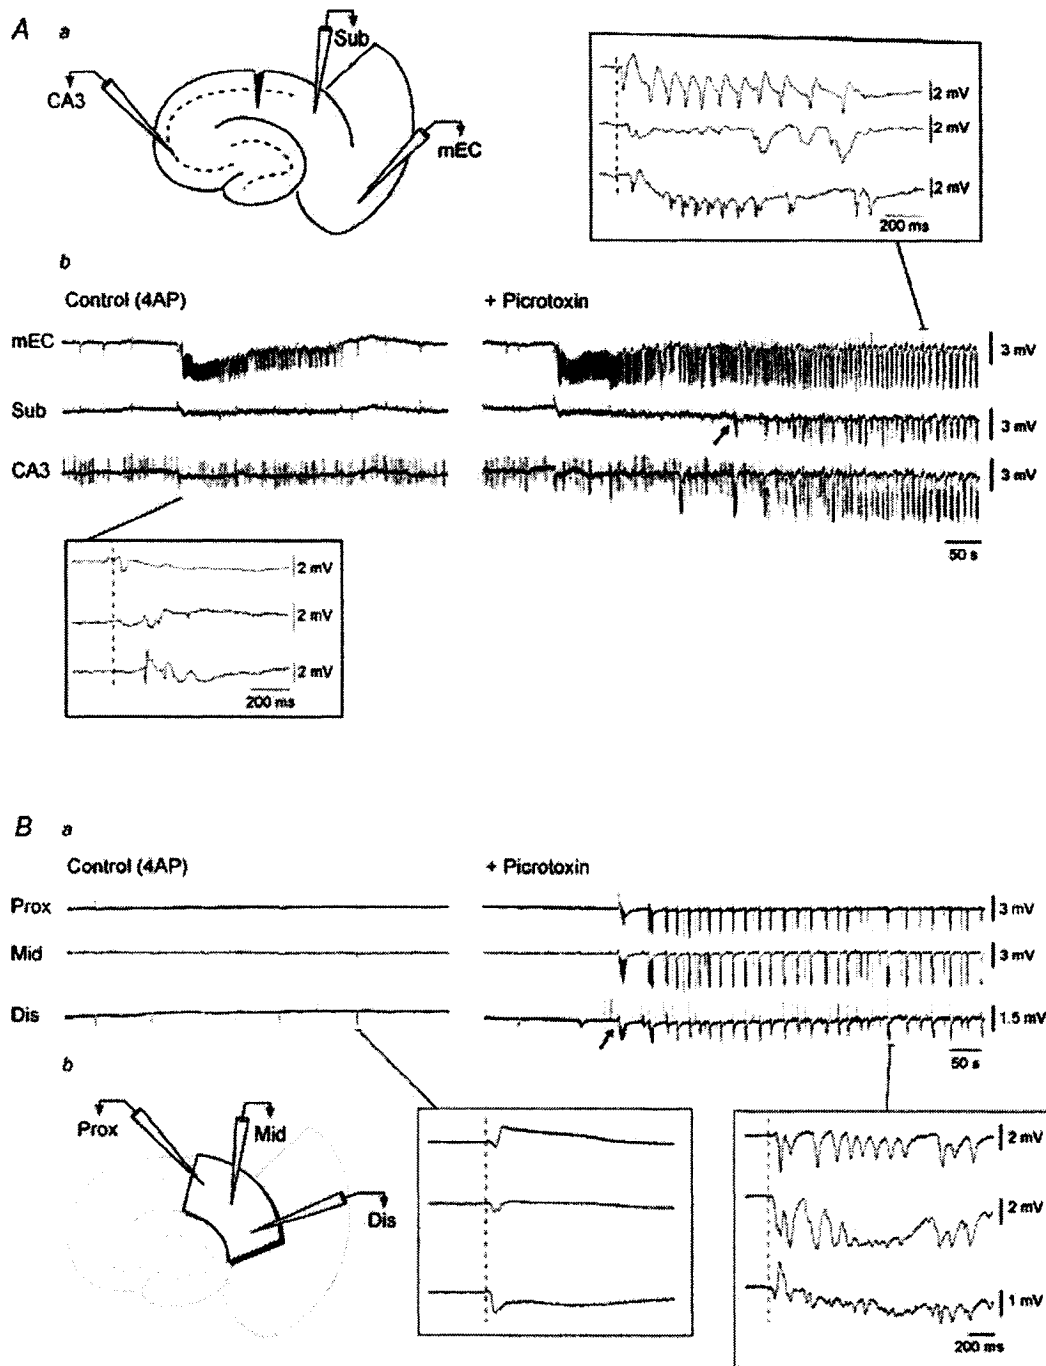 A a
Sub
CA3
mEC
2 mV
2 mV
2 mV
200 ms
b
Control (4AP) + Picrotoxin
mEC
3 mV
Sub
3 mV
CA3
3 mV
50 s
2 mV
2 mV
2 mV
200 ms
B a
Control (4AP) + Picrotoxin
Prox
3 mV
Mid
3 mV
Dis
1.5 mV
50 s
b
Prox
Mid
Dis
2 mV
2 mV
1 mV
200 ms